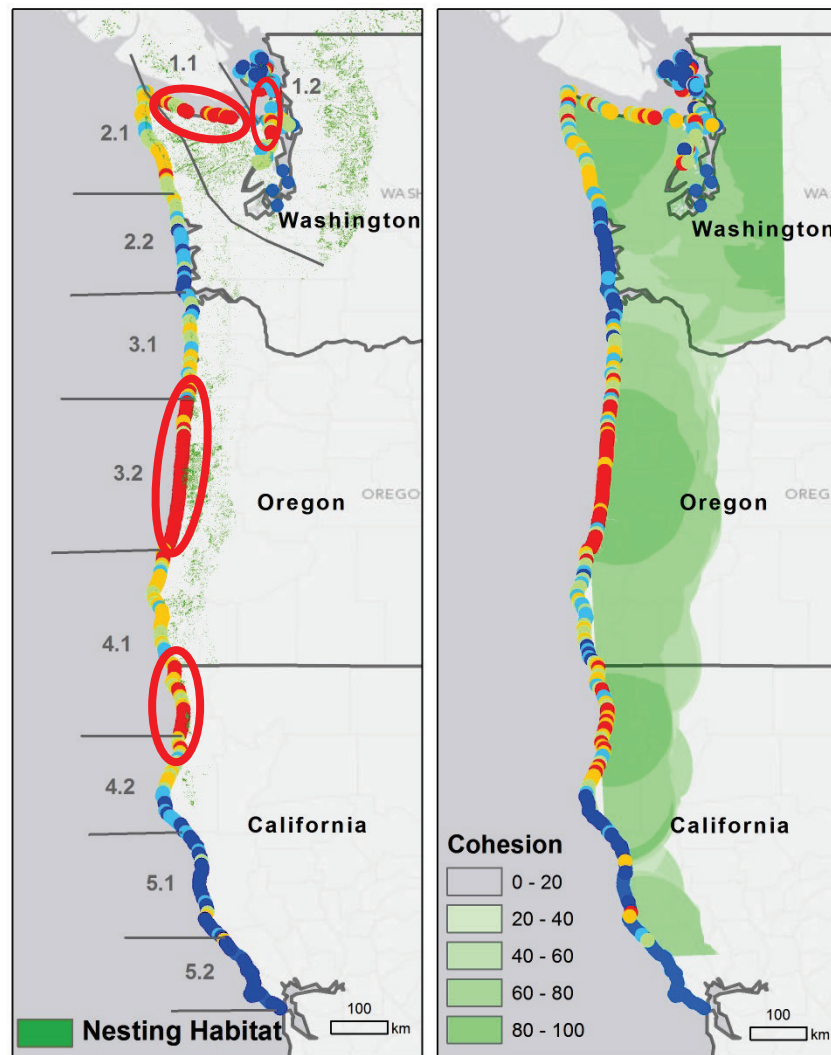 1.1
1.2
2.1
WASH
Washington
2.2
3.1
3.2
Oregon
OREGO
4.1
4.2
California
5.1
5.2
Nesting Habitat
100
km
WA
Washington
Oregon
OREG
California
Cohesion
0 - 20
20 - 40
40 - 60
60 - 80
80 - 100
100
km